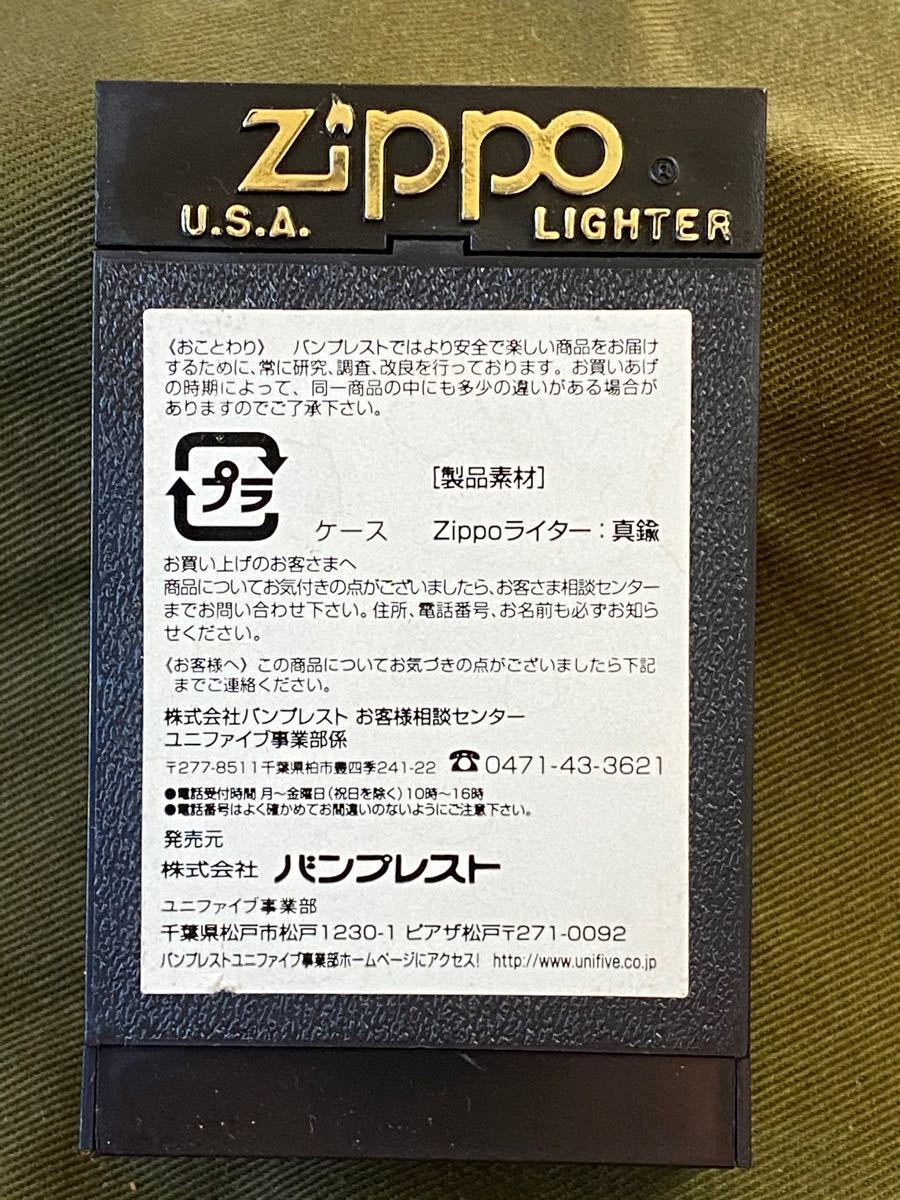 Zippo ®
U.S.A. LIGHTER
《おことわり》 バンプレストではより安全で楽しい商品をお届け
するために、常に研究、調査、改良を行っております。お買いあげ
の時期によって、同一商品の中にも多少の違いがある場合が
ありますのでご了承下さい。
プラ
[製品素材]
ケース Zippoライター：真鍮
お買い上げのお客さまへ
商品についてお気付きの点がございましたら、お客さま相談センター
までお問い合わせ下さい。住所、電話番号、お名前も必ずお知ら
せください。
《お客様へ》この商品についてお気づきの点がございましたら下記
までご連絡ください。
株式会社バンプレスト お客様相談センター
ユニファイブ事業部係
〒277-8511千葉県柏市豊四季241-22 ☎0471-43-3621
●電話受付時間 月〜金曜日(祝日を除く)10時〜16時
●電話番号はよく確かめてお間違いのないようにご注意下さい。
発売元
株式会社 バンプレスト
ユニファイブ事業部
千葉県松戸市松戸1230-1 ピアザ松戸〒271-0092
バンプレストユニファイブ事業部ホームページにアクセス! http://www.unifive.co.jp